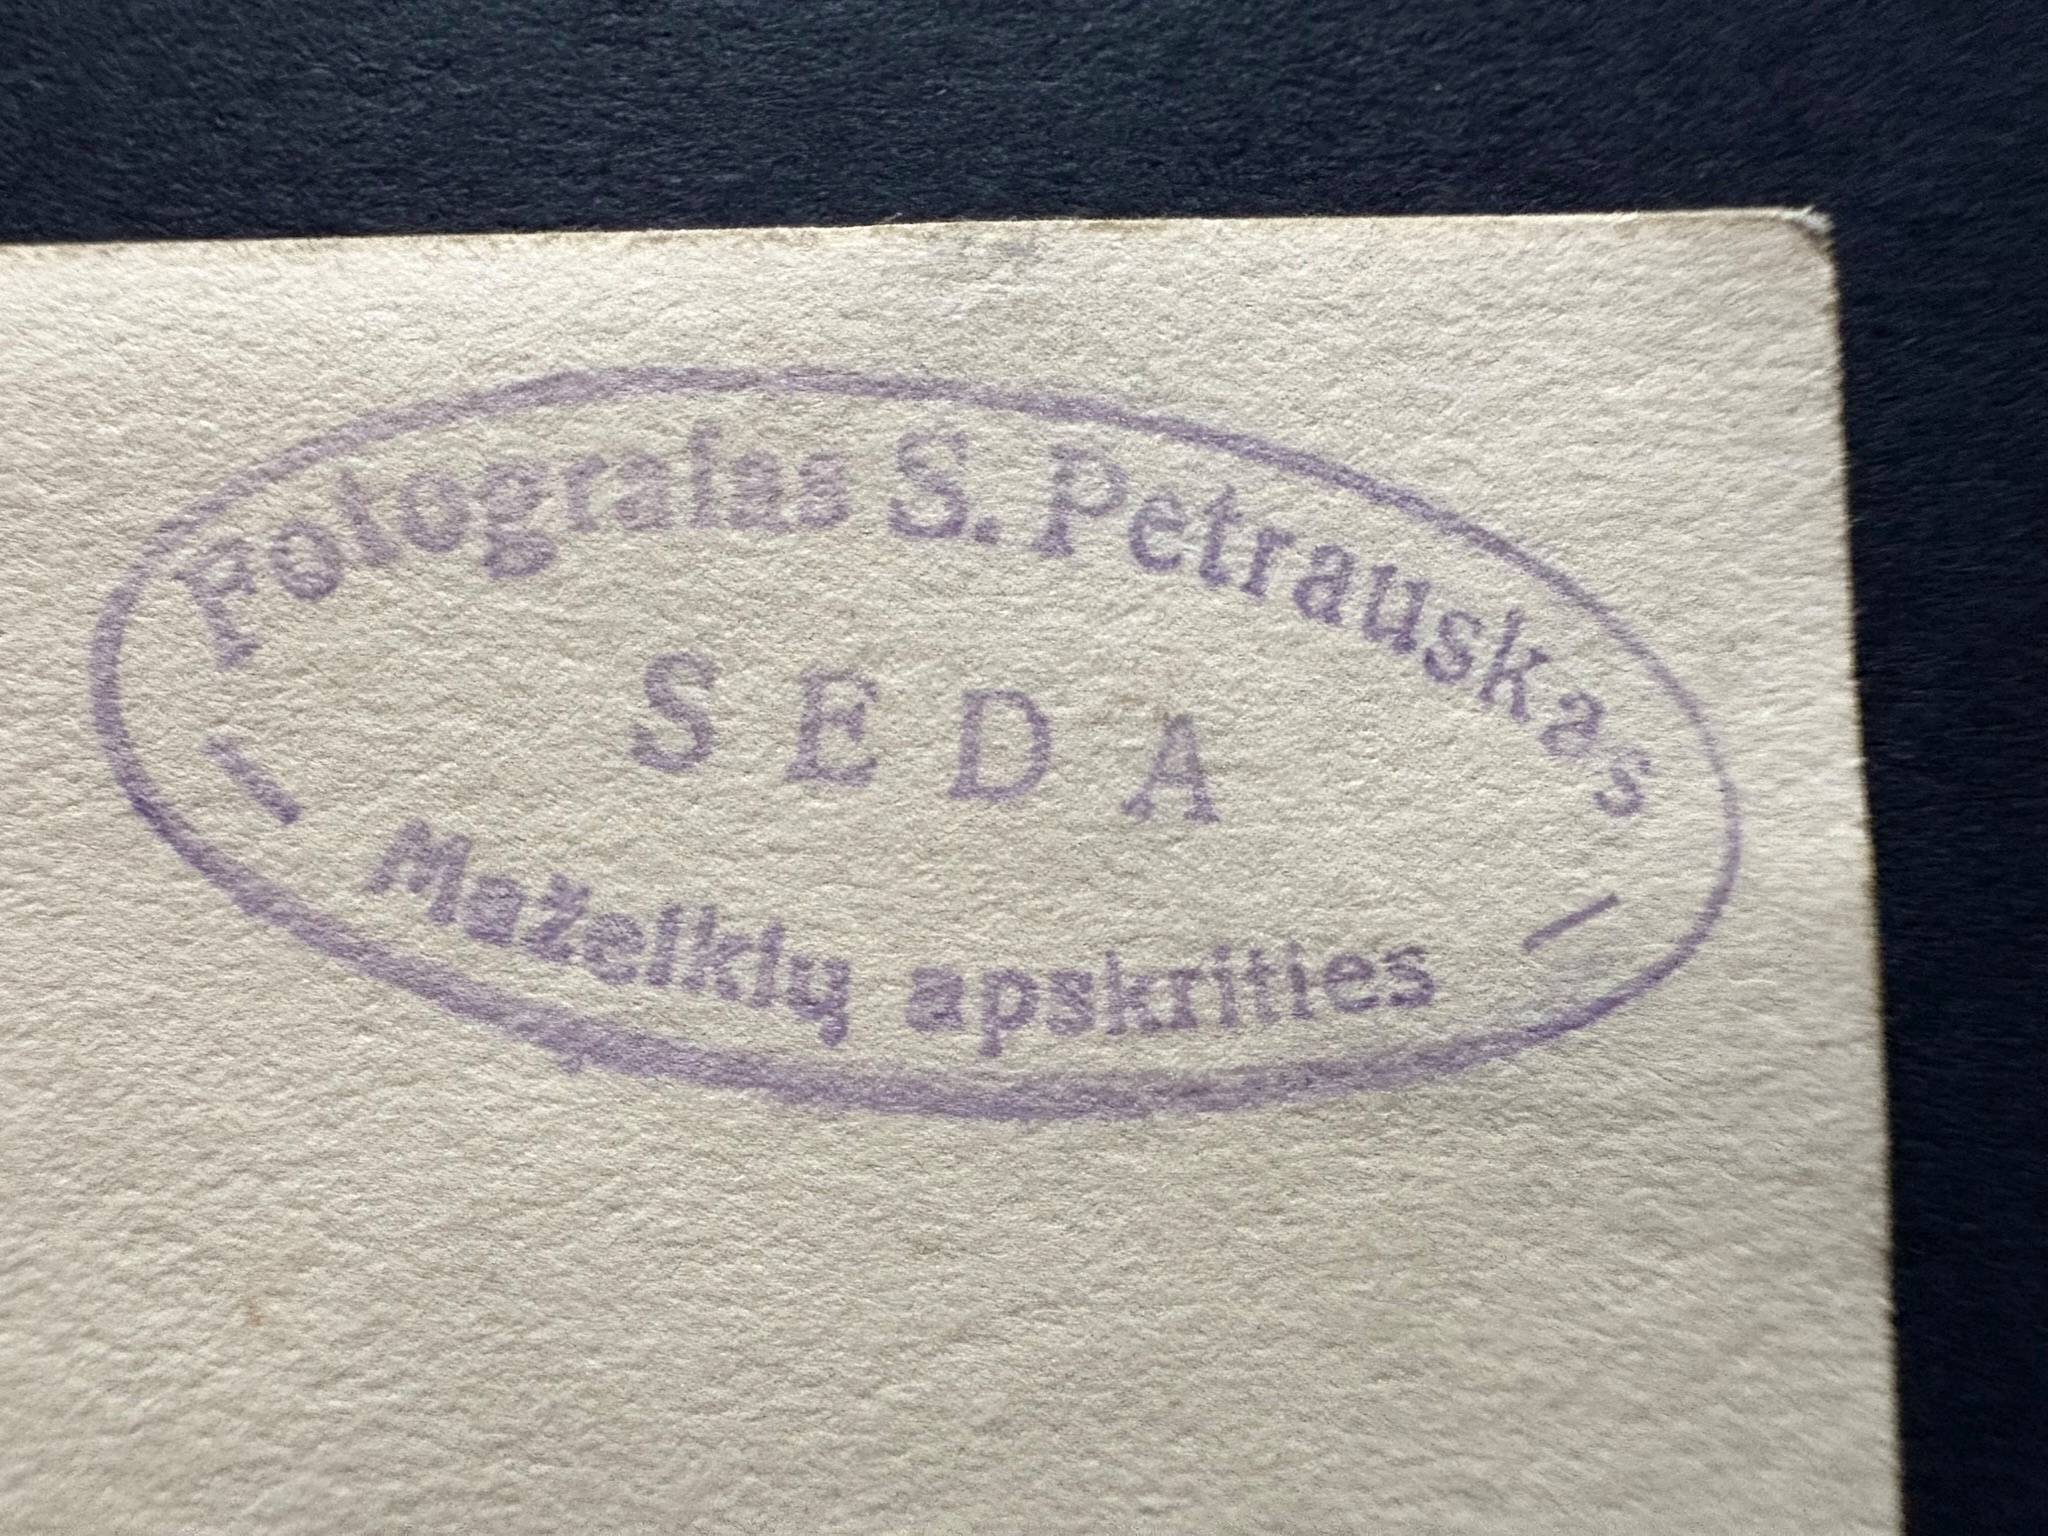 Fotografas S. Petrauskas
SEDA
— Mažeikių apskrities —